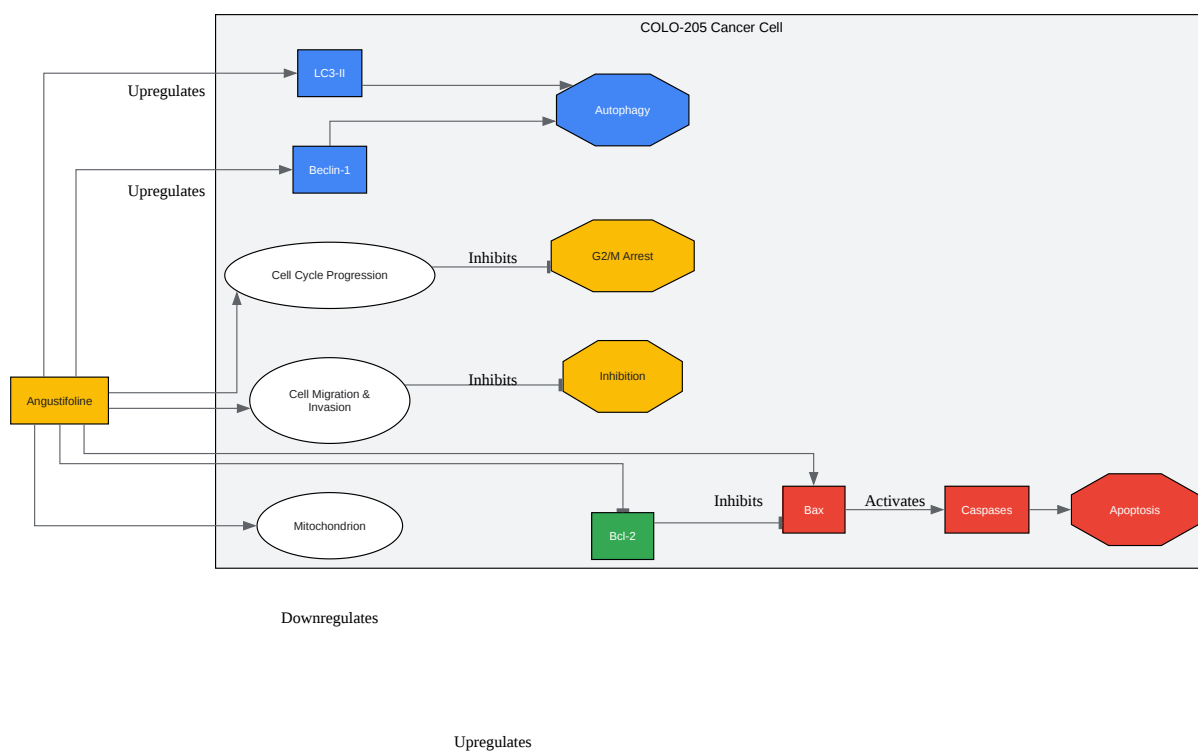 COLO-205 Cancer Cell
LC3-II
Upregulates
Autophagy
Beclin-1
Upregulates
Cell Cycle Progression
Inhibits
G2/M Arrest
Angustifoline
Cell Migration &
Invasion
Inhibits
Inhibition
Mitochondrion
Bcl-2
Inhibits
Bax
Activates
Caspases
Apoptosis
Downregulates
Upregulates